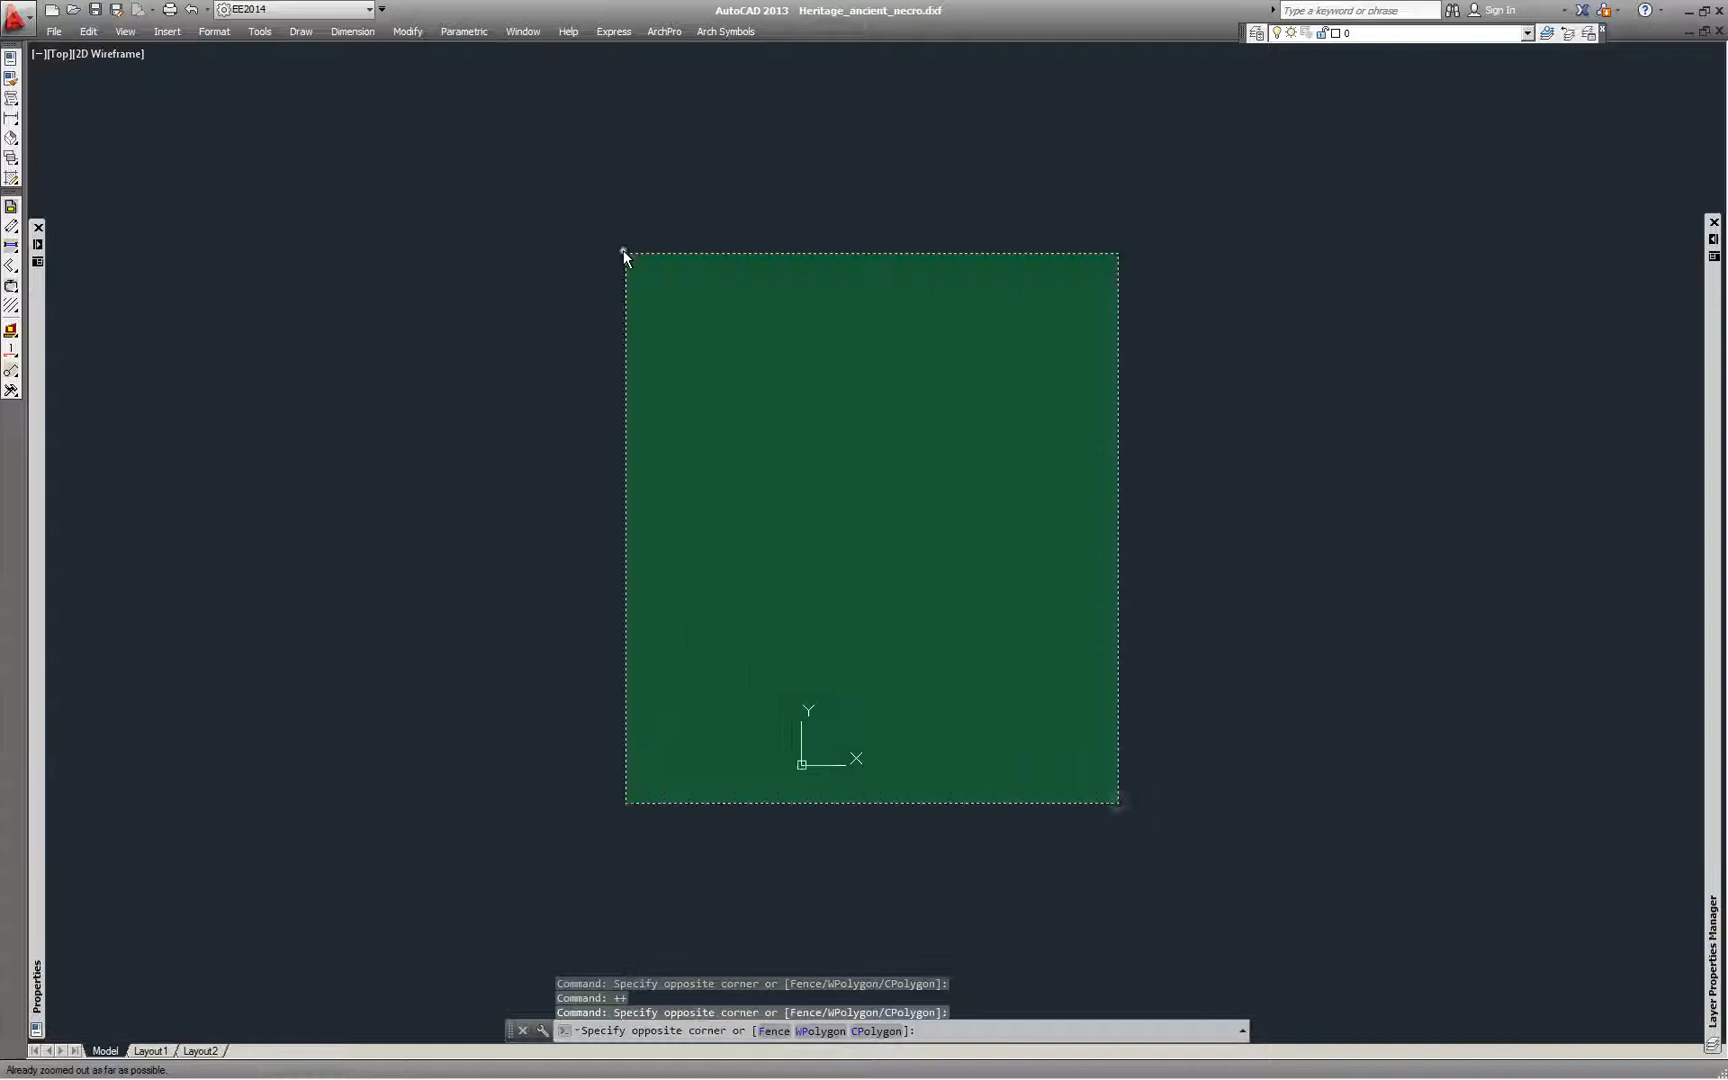 EE2014
AutoCAD 2013 Heritage_ancient_necro.dxf
Type a keyword or phrase
Sign In
File Edit View Insert Format Tools Draw Dimension Modify Parametric Window Help Express ArchPro Arch Symbols
0
[−][Top][2D Wireframe]
Y
X
Properties
Layer Properties Manager
Command: Specify opposite corner or [Fence/WPolygon/CPolygon]:
Command: ++
Command: Specify opposite corner or [Fence/WPolygon/CPolygon]:
Specify opposite corner or [Fence WPolygon CPolygon]:
Model Layout1 Layout2
Already zoomed out as far as possible.